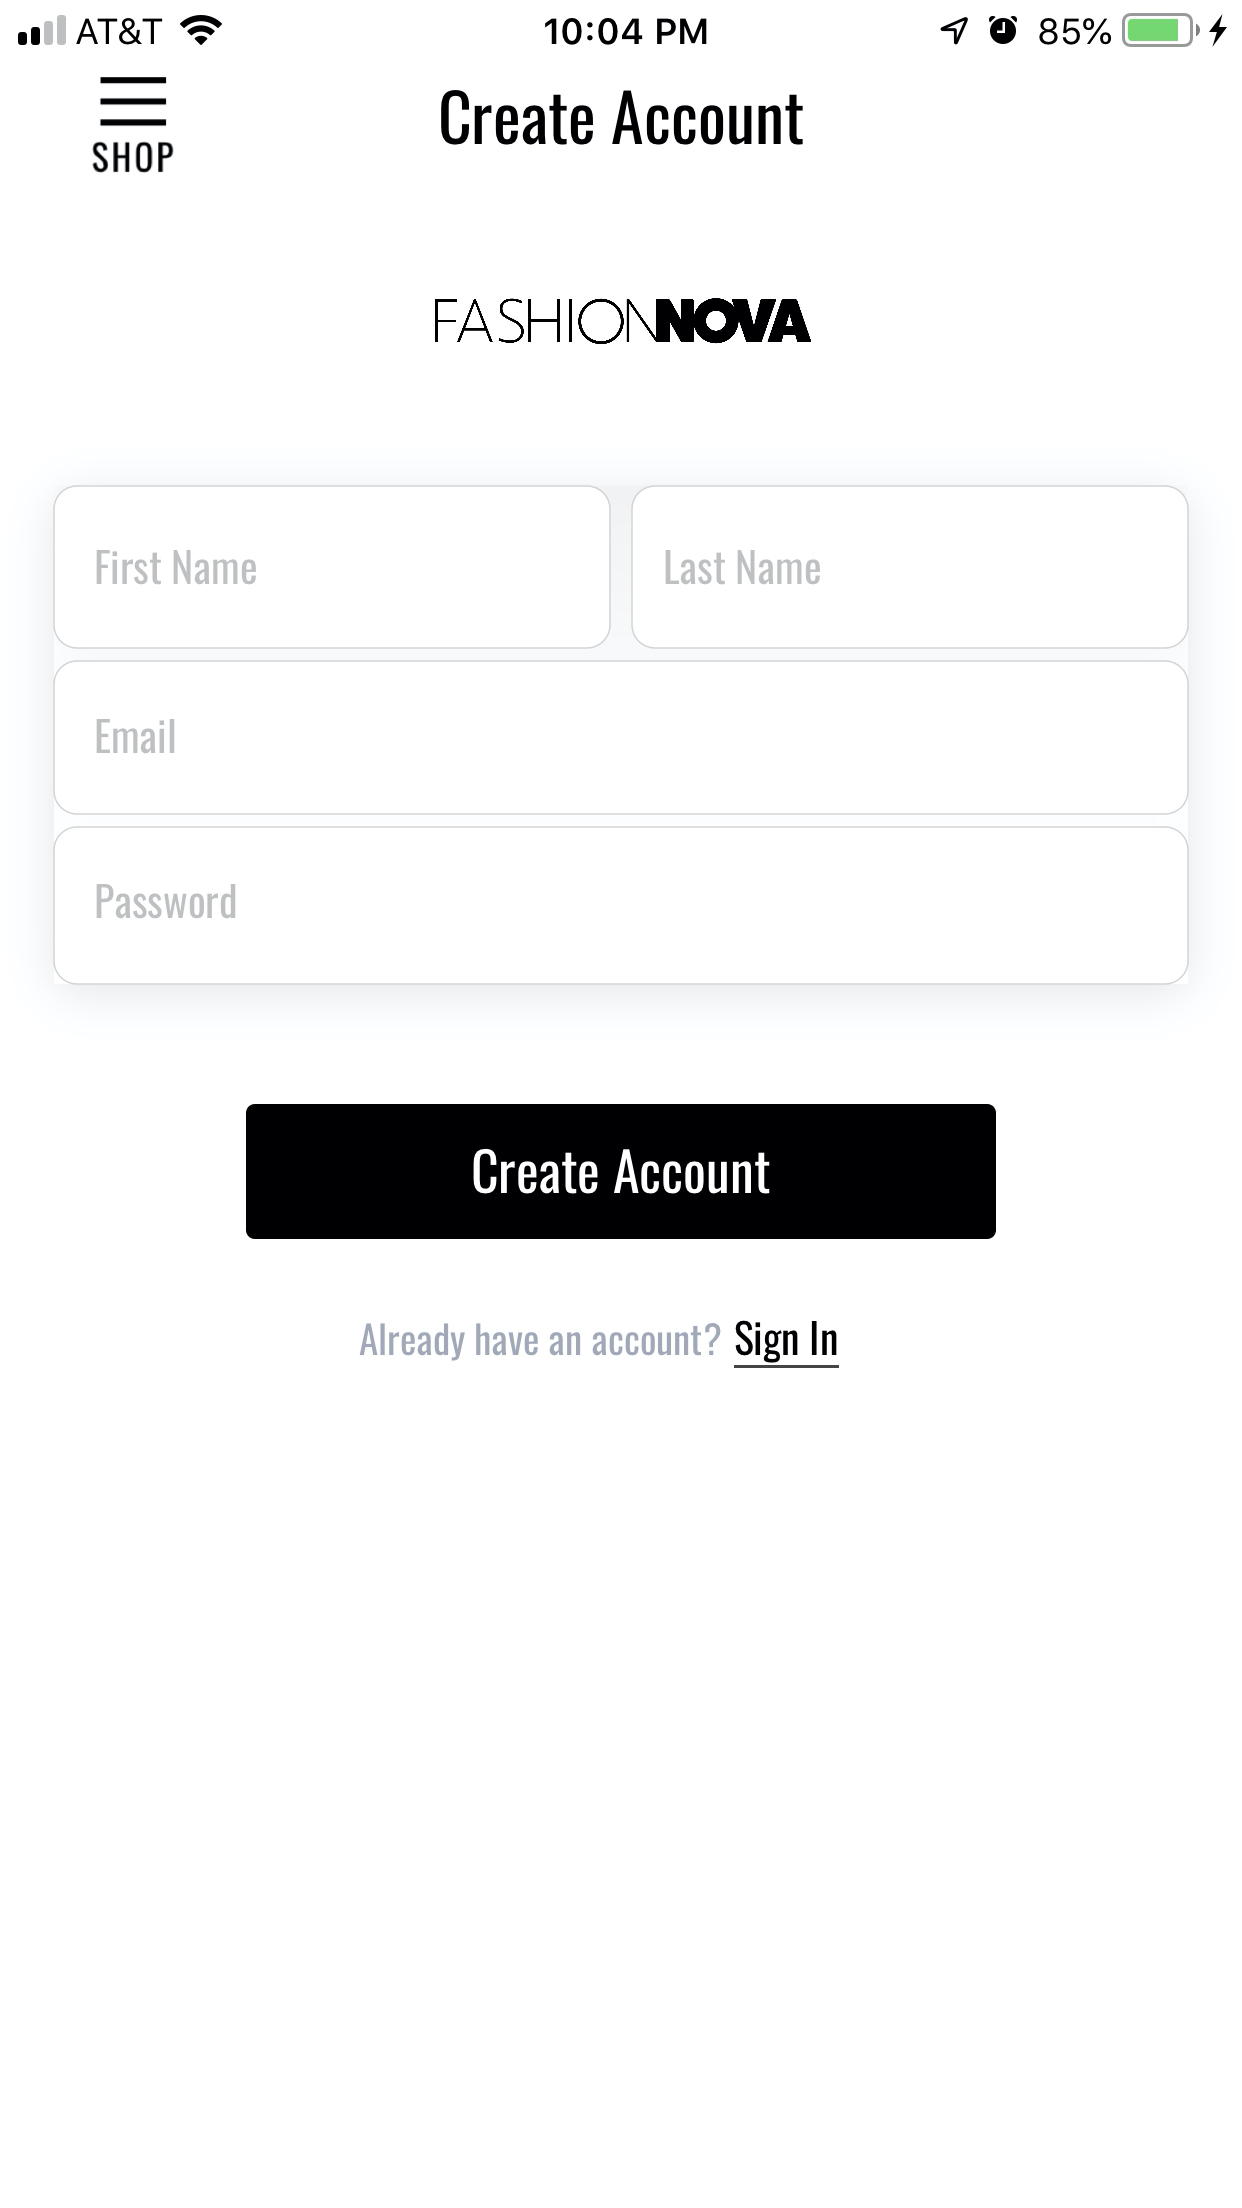 AT&T 10:04 PM 85%
Create Account
SHOP
FASHIONNOVA
First Name Last Name
Email
Password
Create Account
Already have an account? Sign In